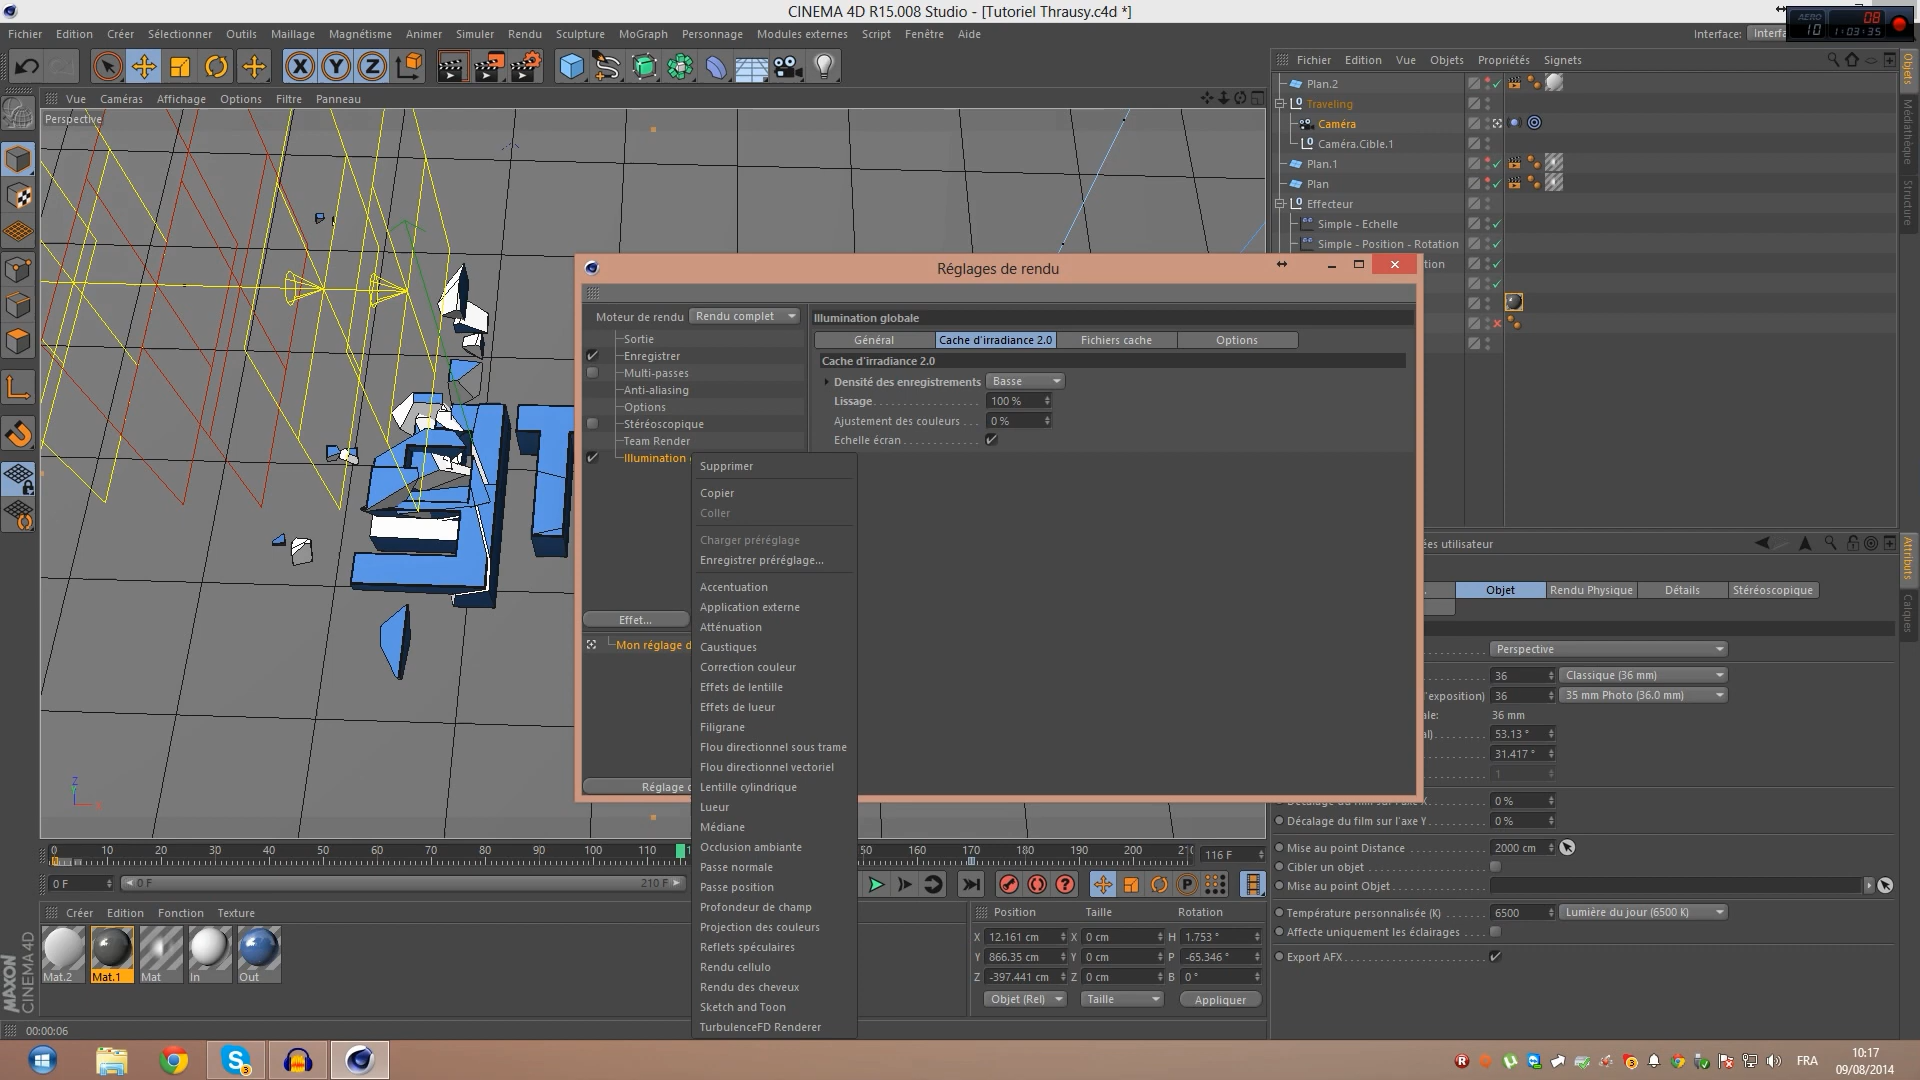 CINEMA 4D R15.008 Studio - [Tutoriel Thrausy.c4d *]
Fichier Edition Créer Sélectionner Outils Maillage Magnétisme Animer Simuler Rendu Sculpture MoGraph Personnage Modules externes Script Fenêtre Aide
Interface:
AERO 10 08 1:03:35
Vue Caméras Affichage Options Filtre Panneau
Perspective
Fichier Edition Vue Objets Propriétés Signets
Plan.2
Traveling
Caméra
Caméra.Cible.1
Plan.1
Plan
Effecteur
Simple - Echelle
Simple - Position - Rotation
Objets
Médiathèque
Structure
Réglages de rendu
Moteur de rendu Rendu complet
Sortie
Enregistrer
Multi-passes
Anti-aliasing
Options
Stéréoscopique
Team Render
Illumination
Effet...
Mon réglage d
Illumination globale
Général Cache d'irradiance 2.0 Fichiers cache Options
Cache d'irradiance 2.0
Densité des enregistrements Basse
Lissage 100 %
Ajustement des couleurs 0 %
Echelle écran
Supprimer
Copier
Coller
Charger préréglage
Enregistrer préréglage...
Accentuation
Application externe
Atténuation
Caustiques
Correction couleur
Effets de lentille
Effets de lueur
Filigrane
Flou directionnel sous trame
Flou directionnel vectoriel
Lentille cylindrique
Lueur
Médiane
Occlusion ambiante
Passe normale
Passe position
Profondeur de champ
Projection des couleurs
Reflets spéculaires
Rendu cellulo
Rendu des cheveux
Sketch and Toon
TurbulenceFD Renderer
utilisateur
Objet Rendu Physique Détails Stéréoscopique
Perspective
36 Classique (36 mm)
36 35 mm Photo (36.0 mm)
36 mm
53.13 °
31.417 °
1
0 %
Décalage du film sur l'axe Y 0 %
Mise au point Distance 2000 cm
Cibler un objet
Mise au point Objet
Température personnalisée (K) 6500 Lumière du jour (6500 K)
Affecte uniquement les éclairages
Export AFX
Attributs
Calques
0 10 20 30 40 50 60 70 80 90 100 110 50 160 170 180 190 200 116 F
0 F 0 F 210 F
Créer Edition Fonction Texture
Mat.2 Mat.1 Mat In Out
Position Taille Rotation
X 12.161 cm X 0 cm H 1.753 °
Y 866.35 cm Y 0 cm P -65.346 °
Z -397.441 cm Z 0 cm B 0 °
Objet (Rel) Taille Appliquer
MAXON CINEMA 4D
00:00:06
FRA
10:17
09/08/2014